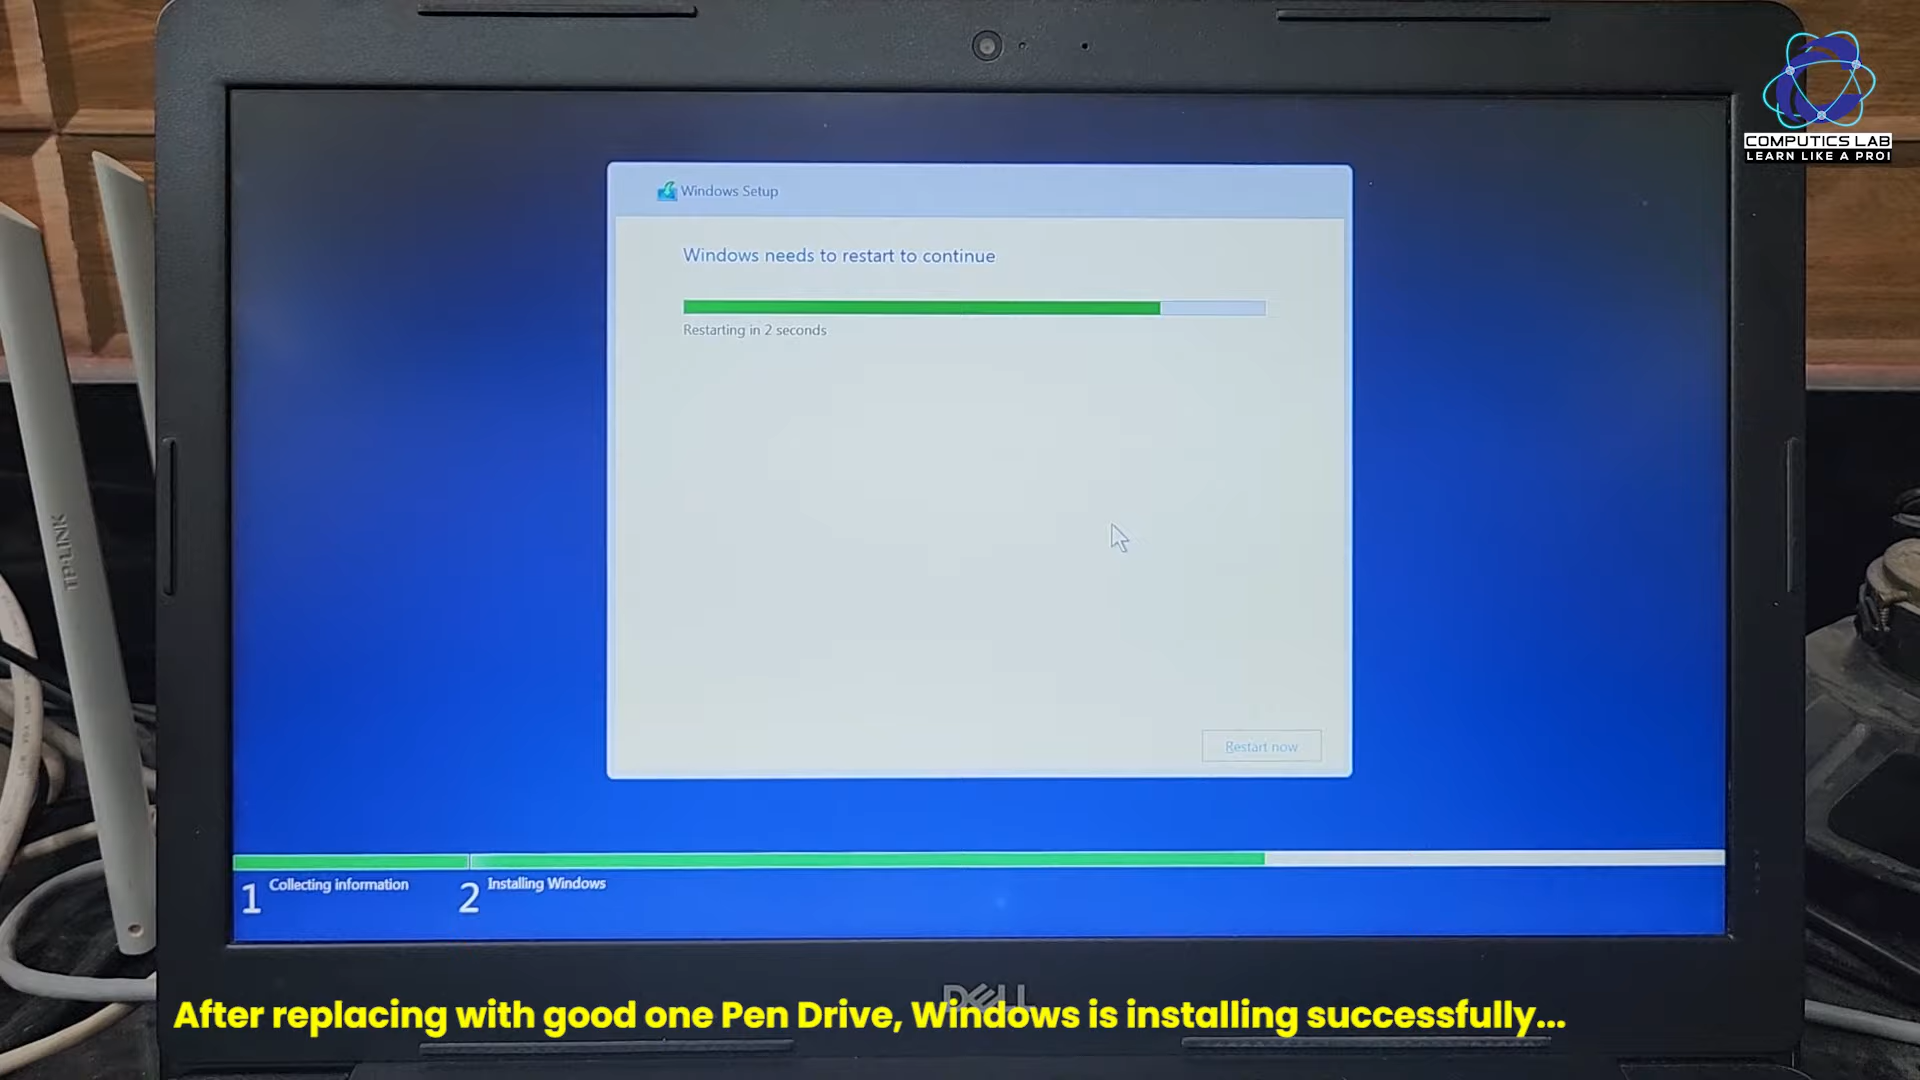 COMPUTICS LAB
LEARN LIKE A PRO!
Windows Setup
Windows needs to restart to continue
Restarting in 2 seconds
TP-LINK
Restart now
1 Collecting information
2 Installing Windows
DELL
After replacing with good one Pen Drive, Windows is installing successfully...